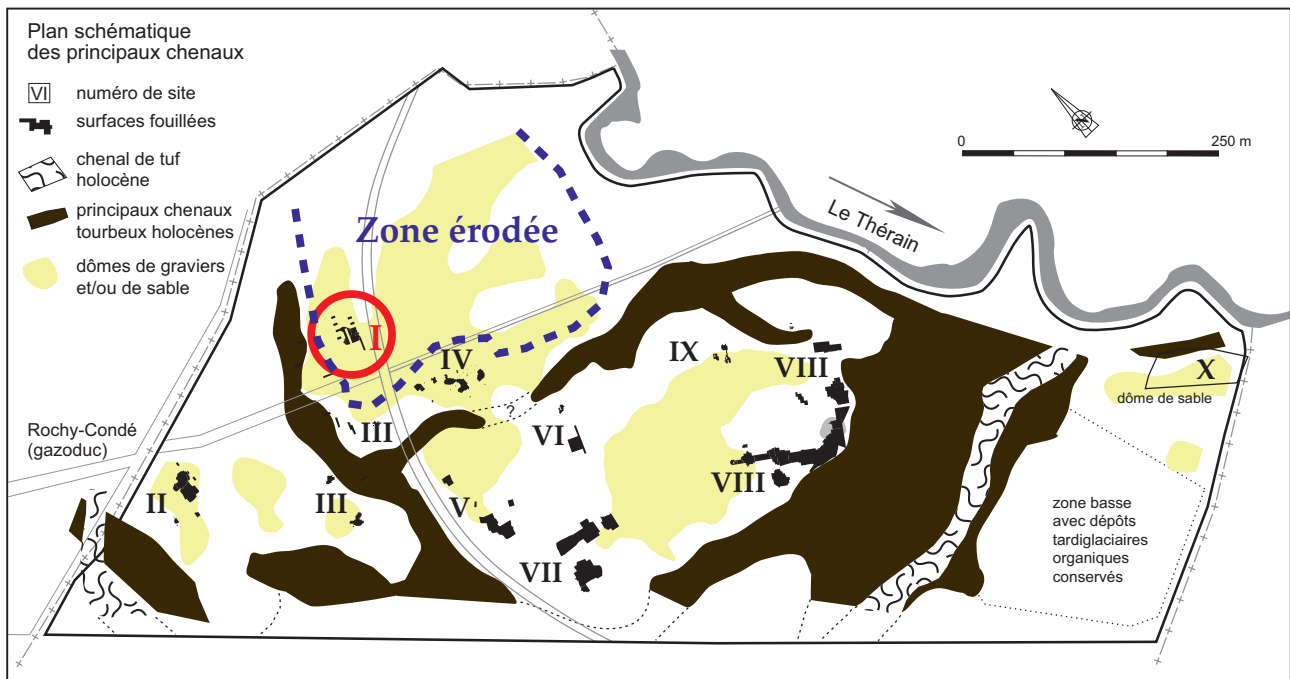 Plan schématique
des principaux chenaux
VI
numéro de site
surfaces fouillées
chenal de tuf
holocène
principaux chenaux
tourbeux holocènes
dômes de graviers
et/ou de sable
0
250 m
N
Le Thérain
Zone érodée
I
IV
IX
VIII
X
dôme de sable
?
III
VI
Rochy-Condé
(gazoduc)
II
III
V
VIII
VII
zone basse
avec dépôts
tardiglaciaires
organiques
conservés